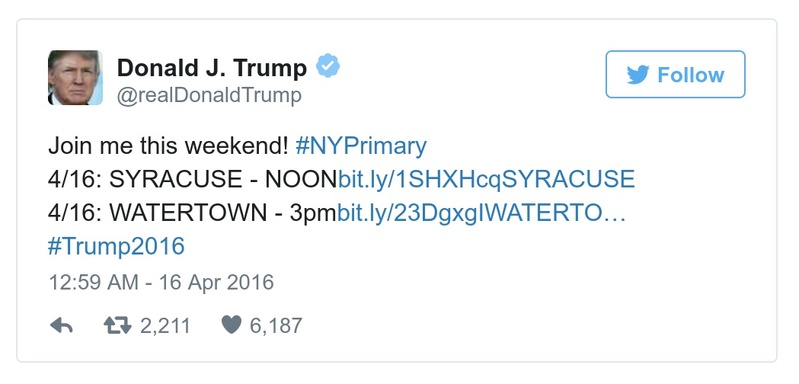 Donald J. Trump
@realDonaldTrump
Follow
Join me this weekend! #NYPrimary
4/16: SYRACUSE - NOONbit.ly/1SHXHcqSYRACUSE
4/16: WATERTOWN - 3pmbit.ly/23DgxglWATERTO…
#Trump2016
12:59 AM - 16 Apr 2016
2,211 6,187